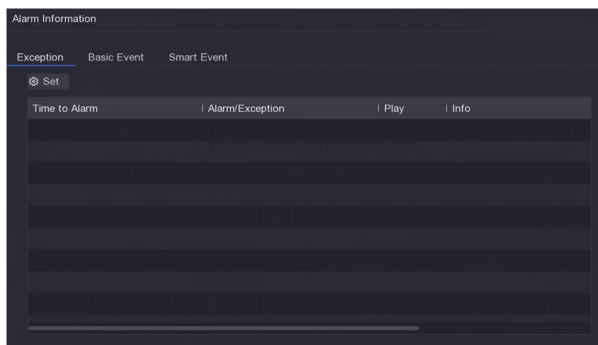 Alarm Information
Exception Basic Event Smart Event
Set
Time to Alarm Alarm/Exception Play Info